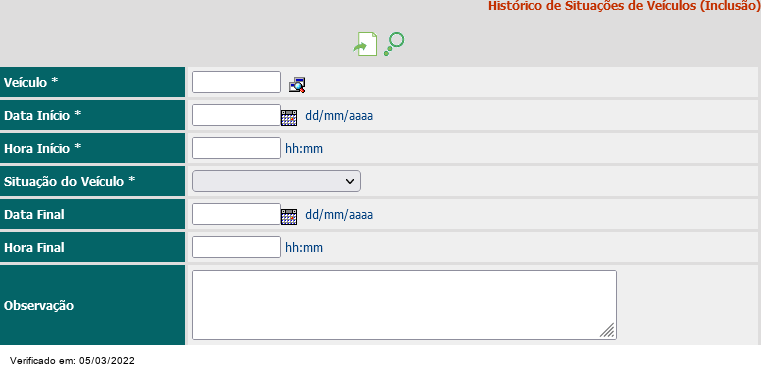 Histórico de Situações de Veículos (Inclusão)
Veículo *
Data Início * dd/mm/aaaa
Hora Início * hh:mm
Situação do Veículo *
Data Final dd/mm/aaaa
Hora Final hh:mm
Observação
Verificado em: 05/03/2022